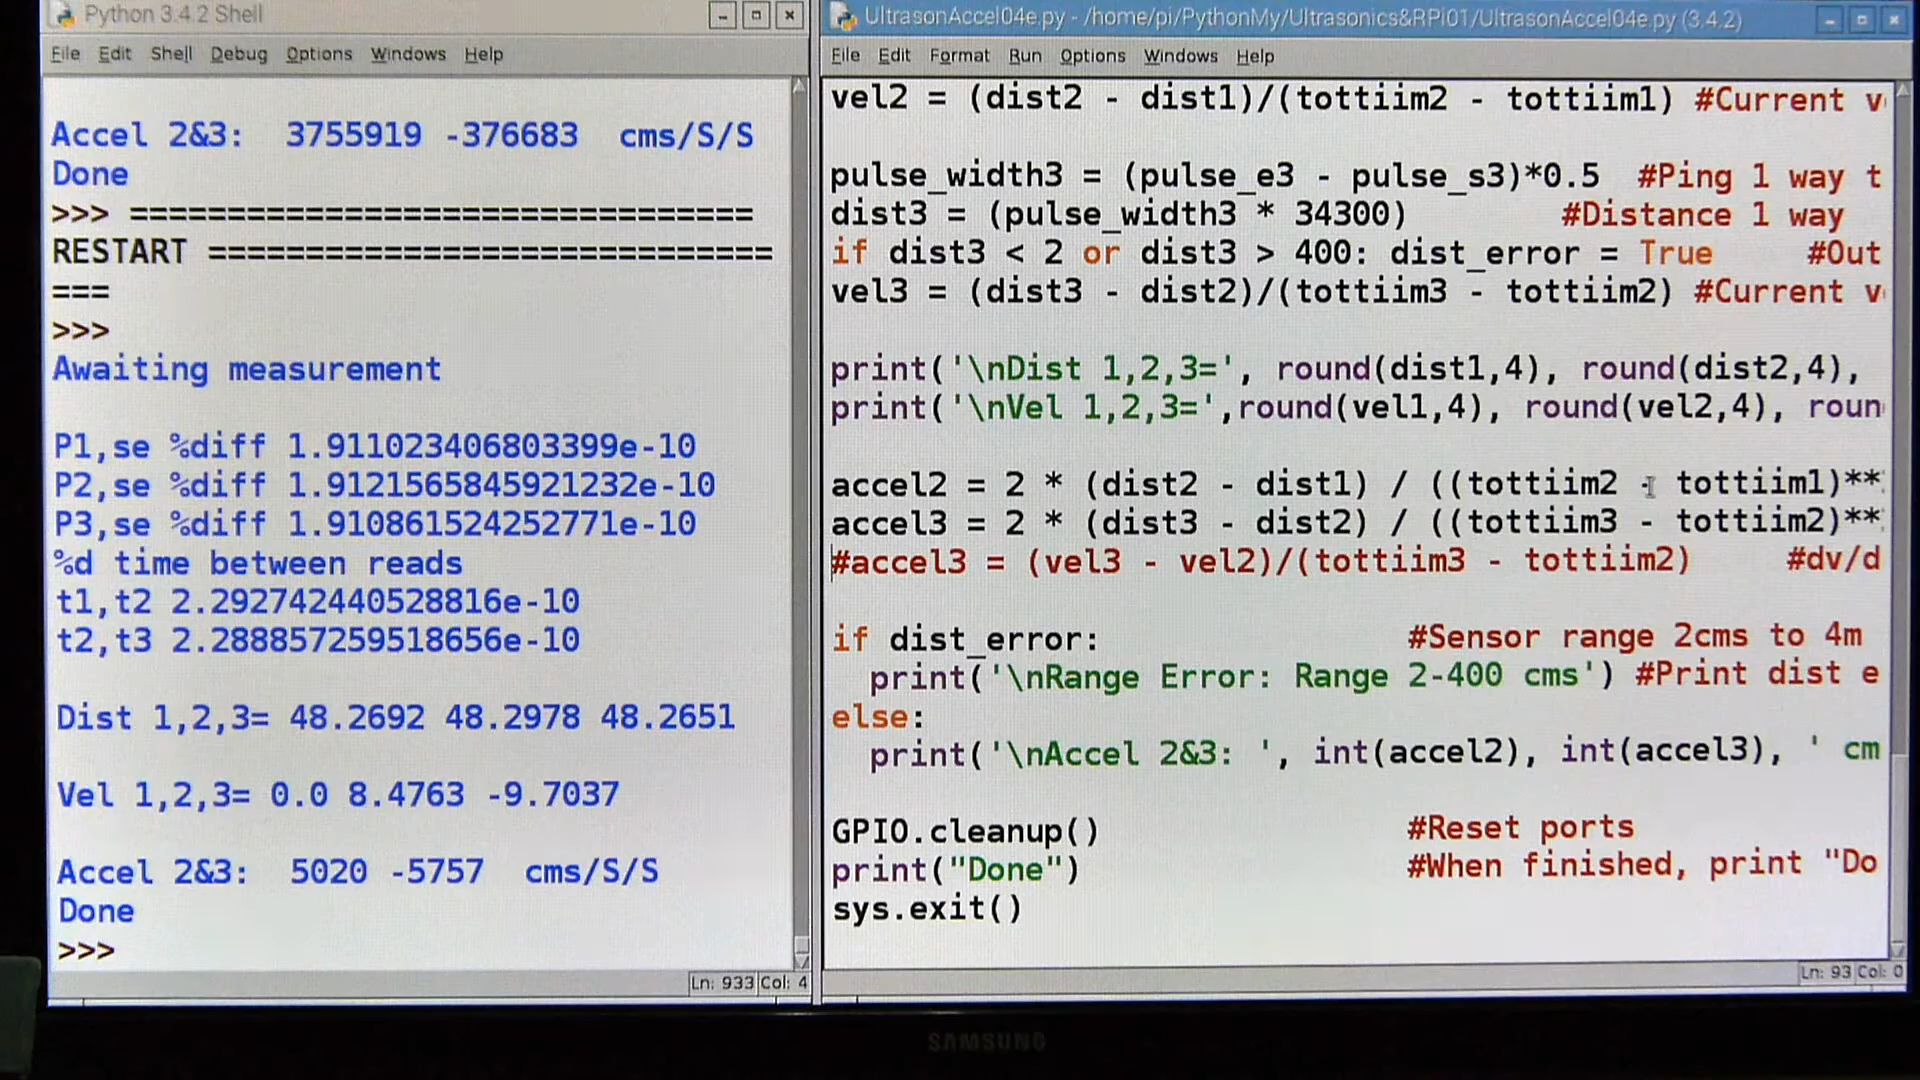 Python 3.4.2 Shell
File Edit Shell Debug Options Windows Help
Accel 2&3:  3755919 -376683  cms/S/S
Done
>>> ================================
RESTART =============================
===
>>>
Awaiting measurement
P1,se %diff 1.911023406803399e-10
P2,se %diff 1.9121565845921232e-10
P3,se %diff 1.910861524252771e-10
%d time between reads
t1,t2 2.292742440528816e-10
t2,t3 2.288857259518656e-10
Dist 1,2,3= 48.2692 48.2978 48.2651
Vel 1,2,3= 0.0 8.4763 -9.7037
Accel 2&3:  5020 -5757  cms/S/S
Done
>>>
Ln: 933 Col: 4
UltrasonAccel04e.py - /home/pi/PythonMy/Ultrasonics&RPi01/UltrasonAccel04e.py (3.4.2)
File Edit Format Run Options Windows Help
vel2 = (dist2 - dist1)/(tottiim2 - tottiim1) #Current v
pulse_width3 = (pulse_e3 - pulse_s3)*0.5  #Ping 1 way t
dist3 = (pulse_width3 * 34300)        #Distance 1 way
if dist3 < 2 or dist3 > 400: dist_error = True     #Out
vel3 = (dist3 - dist2)/(tottiim3 - tottiim2) #Current v
print('\nDist 1,2,3=', round(dist1,4), round(dist2,4),
print('\nVel 1,2,3=',round(vel1,4), round(vel2,4), roun
accel2 = 2 * (dist2 - dist1) / ((tottiim2 - tottiim1)**
accel3 = 2 * (dist3 - dist2) / ((tottiim3 - tottiim2)**
#accel3 = (vel3 - vel2)/(tottiim3 - tottiim2)     #dv/d
if dist_error:                #Sensor range 2cms to 4m
  print('\nRange Error: Range 2-400 cms') #Print dist e
else:
  print('\nAccel 2&3: ', int(accel2), int(accel3), ' cm
GPIO.cleanup()                #Reset ports
print("Done")                 #When finished, print "Do
sys.exit()
Ln: 93 Col: 0
SAMSUNG